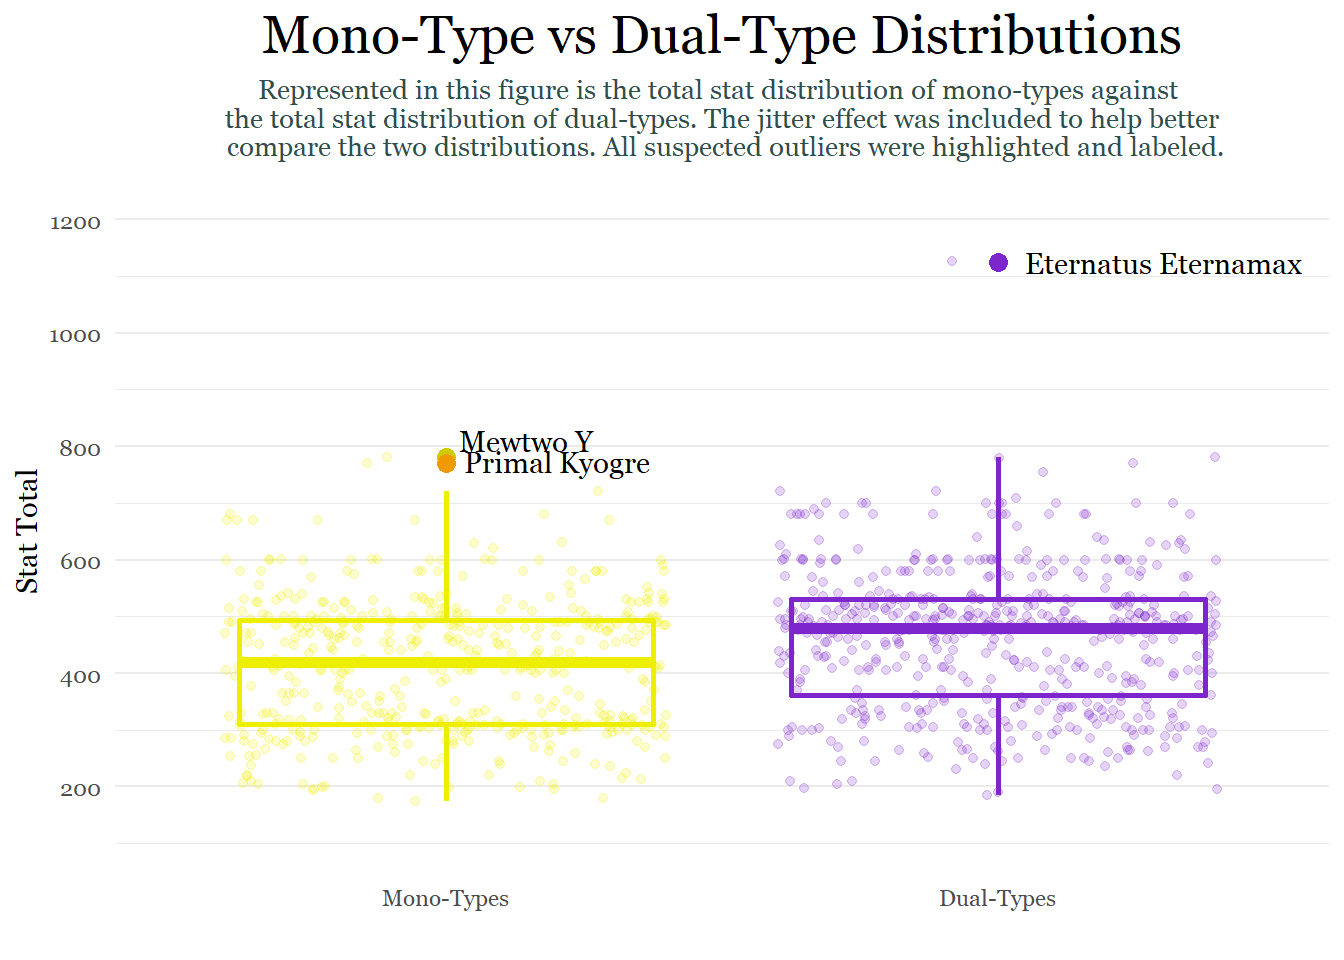 Mono-Type vs Dual-Type Distributions
Represented in this figure is the total stat distribution of mono-types against
the total stat distribution of dual-types. The jitter effect was included to help better
compare the two distributions. All suspected outliers were highlighted and labeled.
1200
Eternatus Eternamax
1000
800
Mewtwo Y
Primal Kyogre
Stat Total
600
400
200
Mono-Types
Dual-Types